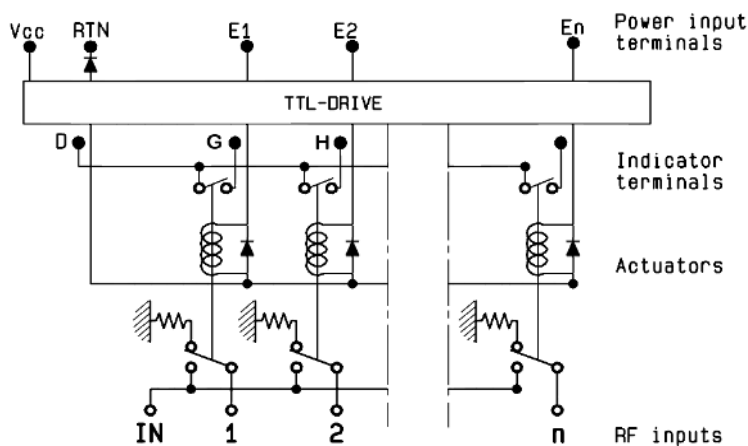 Vcc RTN E1 E2 En Power input
terminals
TTL-DRIVE
D G H Indicator
terminals
Actuators
IN 1 2 n RF inputs